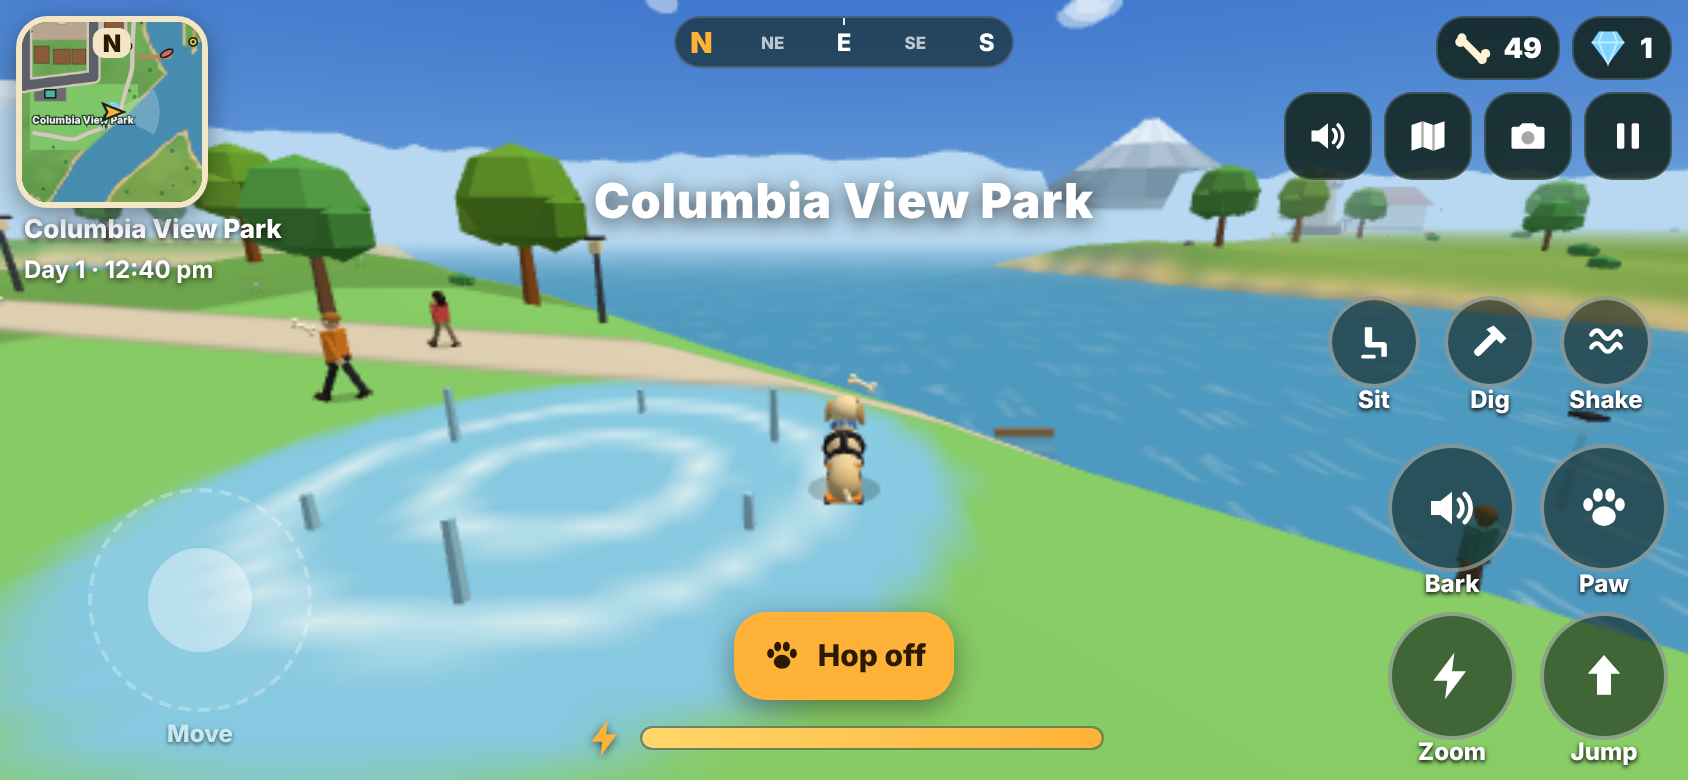 N
Columbia View Park
Columbia View Park
Day 1 · 12:40 pm
N NE E SE S
49
1
Columbia View Park
Sit
Dig
Shake
Bark
Paw
Hop off
Move
Zoom
Jump